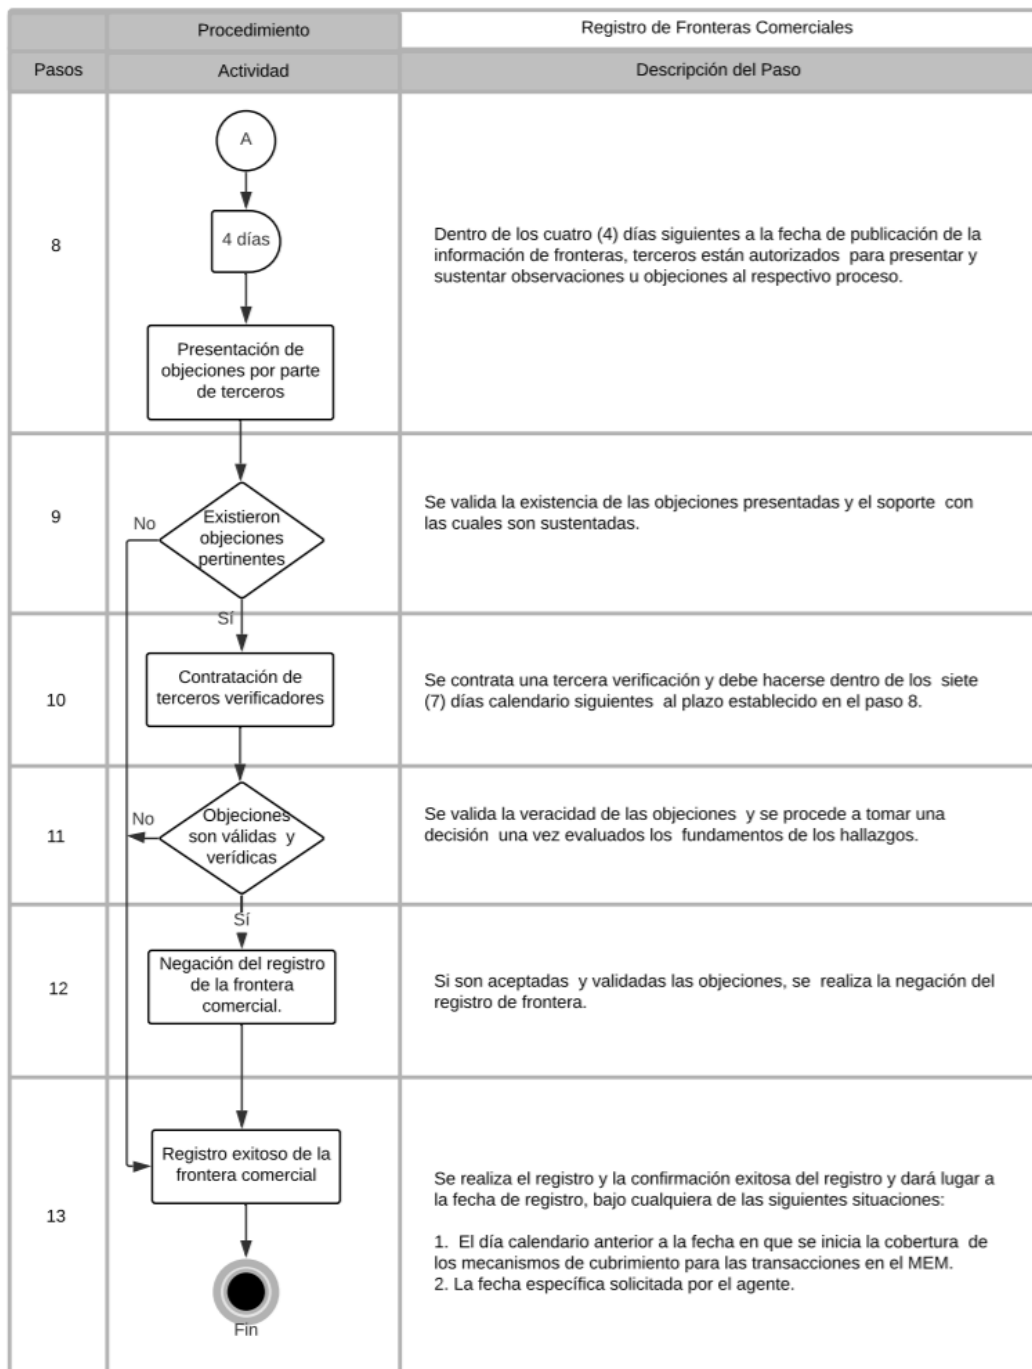 Procedimiento
Registro de Fronteras Comerciales
Pasos
Actividad
Descripción del Paso
A
8
4 días
Dentro de los cuatro (4) días siguientes a la fecha de publicación de la
información de fronteras, terceros están autorizados para presentar y
sustentar observaciones u objeciones al respectivo proceso.
Presentación de
objeciones por parte
de terceros
9
No
Existieron
objeciones
pertinentes
Se valida la existencia de las objeciones presentadas y el soporte con
las cuales son sustentadas.
Sí
10
Contratación de
terceros verificadores
Se contrata una tercera verificación y debe hacerse dentro de los siete
(7) días calendario siguientes al plazo establecido en el paso 8.
11
No
Objeciones
son válidas y
verídicas
Se valida la veracidad de las objeciones y se procede a tomar una
decisión una vez evaluados los fundamentos de los hallazgos.
Sí
12
Negación del registro
de la frontera
comercial.
Si son aceptadas y validadas las objeciones, se realiza la negación del
registro de frontera.
13
Registro exitoso de la
frontera comercial
Se realiza el registro y la confirmación exitosa del registro y dará lugar a
la fecha de registro, bajo cualquiera de las siguientes situaciones:
1. El día calendario anterior a la fecha en que se inicia la cobertura de
los mecanismos de cubrimiento para las transacciones en el MEM.
2. La fecha específica solicitada por el agente.
Fin